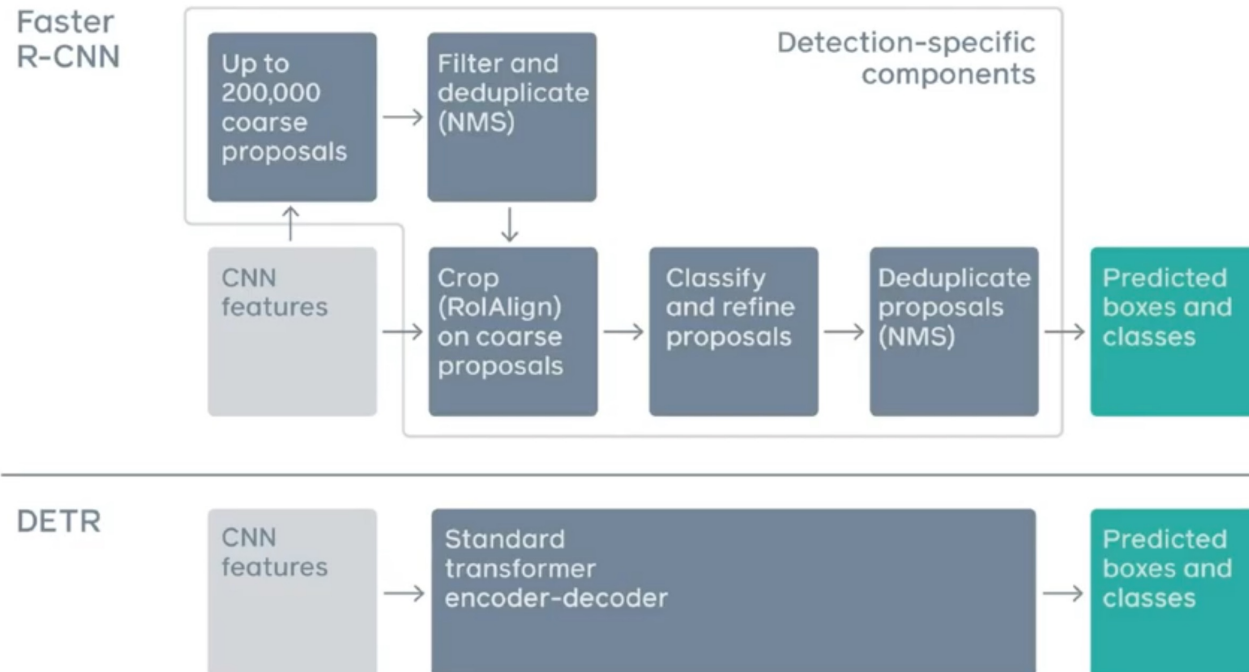 Faster
R-CNN
Up to
200,000
coarse
proposals
Filter and
deduplicate
(NMS)
Detection-specific
components
CNN
features
Crop
(RoIAlign)
on coarse
proposals
Classify
and refine
proposals
Deduplicate
proposals
(NMS)
Predicted
boxes and
classes
DETR
CNN
features
Standard
transformer
encoder-decoder
Predicted
boxes and
classes